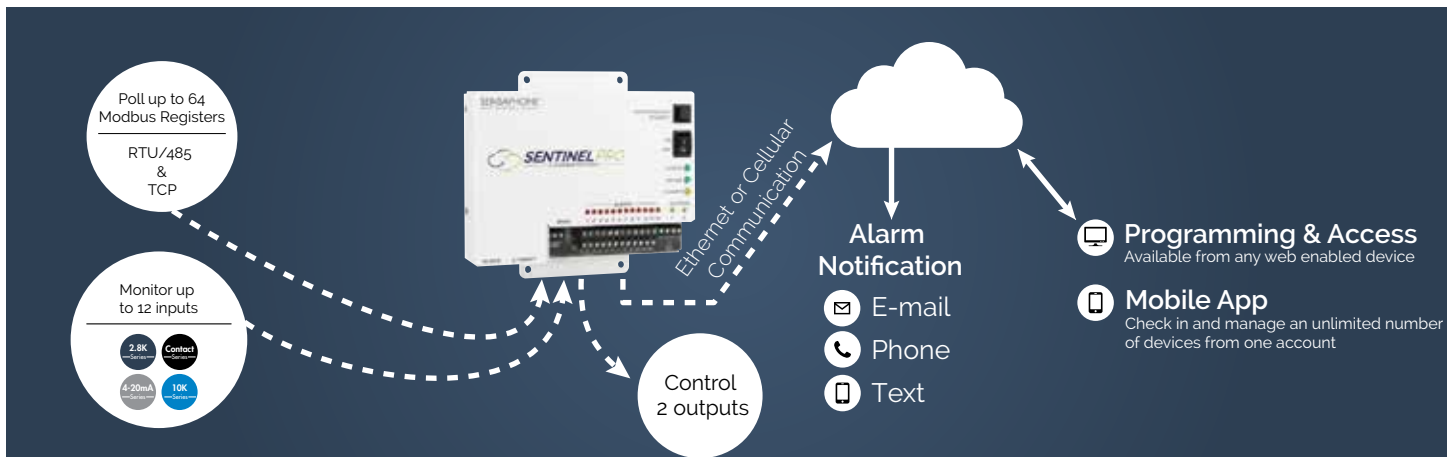 Poll up to 64
Modbus Registers
RTU/485
&
TCP
Monitor up
to 12 inputs
2.8K
Series
Contact
Series
4-20mA
Series
10K
Series
SENSAPHONE
SENTINEL PRO
Ethernet or Cellular
Communication
Control
2 outputs
Alarm
Notification
E-mail
Phone
Text
Programming & Access
Available from any web enabled device
Mobile App
Check in and manage an unlimited number
of devices from one account